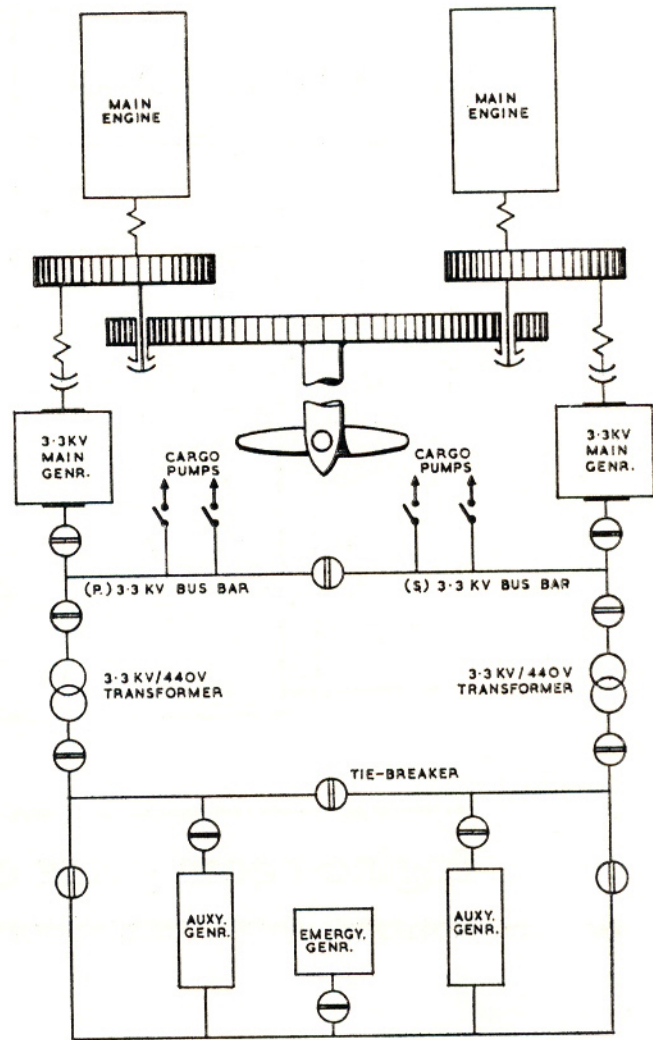 MAIN
ENGINE
MAIN
ENGINE
3·3KV
MAIN
GENR.
CARGO
PUMPS
CARGO
PUMPS
3·3KV
MAIN
GENR.
(P.) 3·3 KV BUS BAR
(S) 3·3 KV BUS BAR
3·3 KV/440V
TRANSFORMER
3·3 KV/440V
TRANSFORMER
TIE-BREAKER
AUXY.
GENR.
EMERGY.
GENR.
AUXY.
GENR.